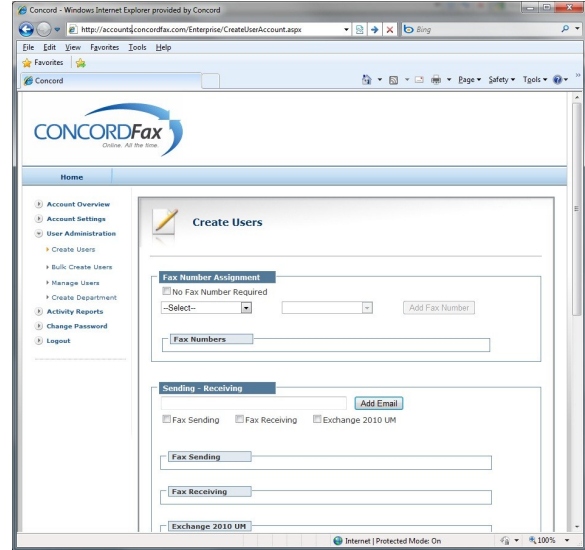 Concord - Windows Internet Explorer provided by Concord
http://accounts.concordfax.com/Enterprise/CreateUserAccount.aspx
Bing
File Edit View Favorites Tools Help
Favorites
Concord
Page Safety Tools
CONCORDFax
Online. All the time.
Home
Account Overview
Account Settings
User Administration
Create Users
Bulk Create Users
Manage Users
Create Department
Activity Reports
Change Password
Logout
Create Users
Fax Number Assignment
No Fax Number Required
--Select--
Add Fax Number
Fax Numbers
Sending - Receiving
Add Email
Fax Sending Fax Receiving Exchange 2010 UM
Fax Sending
Fax Receiving
Exchange 2010 UM
Internet | Protected Mode: On
100%